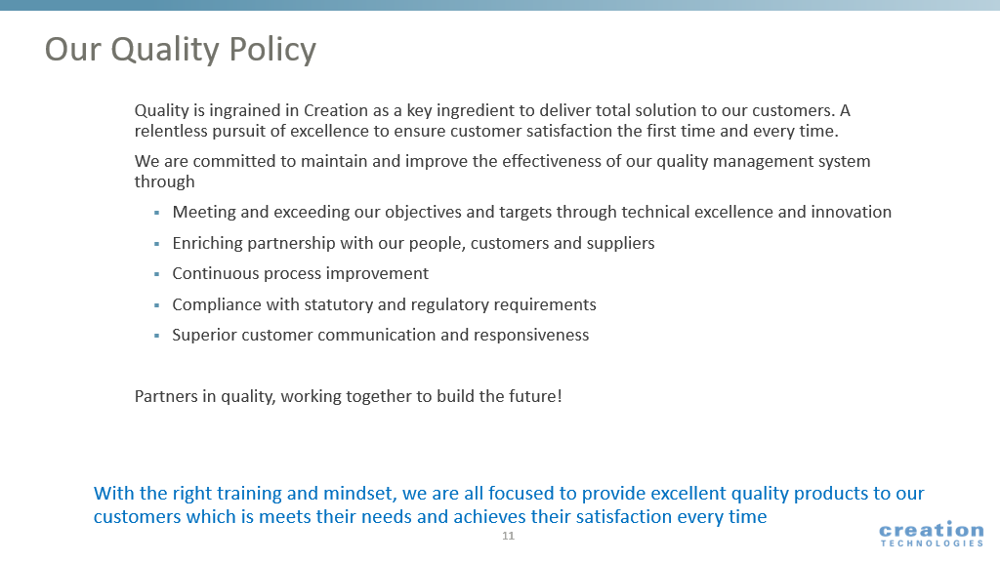 Our Quality Policy
Quality is ingrained in Creation as a key ingredient to deliver total solution to our customers. A
relentless pursuit of excellence to ensure customer satisfaction the first time and every time.
We are committed to maintain and improve the effectiveness of our quality management system
through
▪ Meeting and exceeding our objectives and targets through technical excellence and innovation
▪ Enriching partnership with our people, customers and suppliers
▪ Continuous process improvement
▪ Compliance with statutory and regulatory requirements
▪ Superior customer communication and responsiveness
Partners in quality, working together to build the future!
With the right training and mindset, we are all focused to provide excellent quality products to our
customers which is meets their needs and achieves their satisfaction every time
11
creation
TECHNOLOGIES